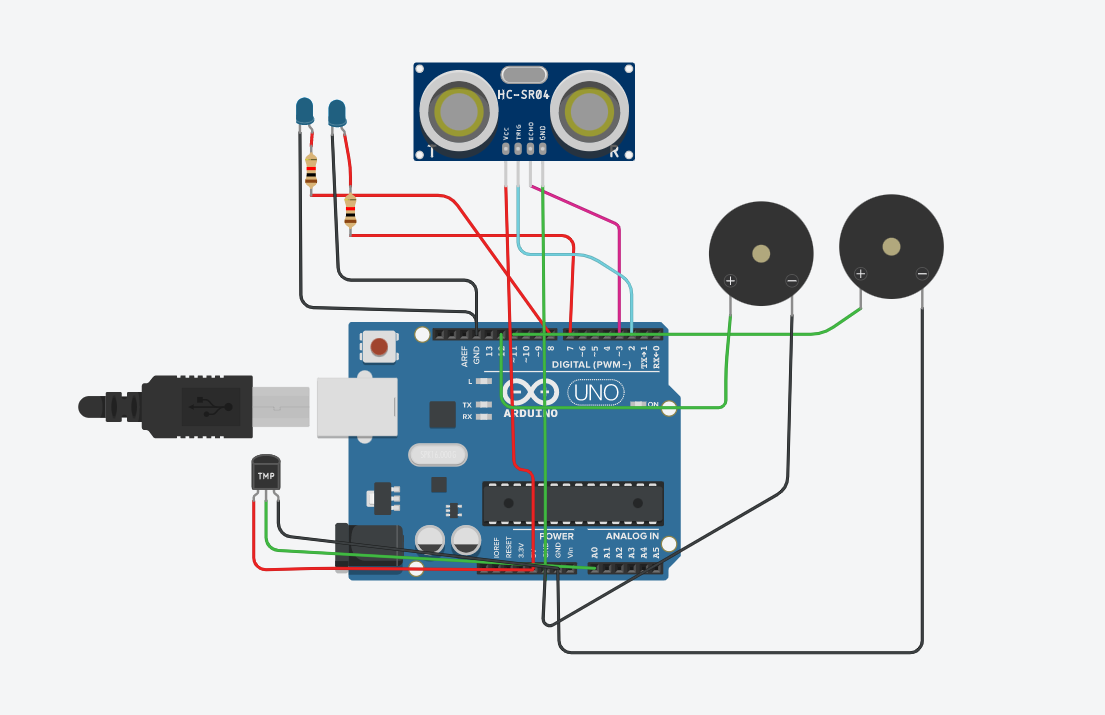 HC-SR04
VCC
TRIG
ECHO
GND
T
R
+
−
+
−
AREF
GND
13
12
~11
~10
~9
8
7
~6
~5
4
~3
2
TX→1
RX←0
DIGITAL (PWM~)
L
TX
RX
ARDUINO
UNO
ON
TMP
POWER
ANALOG IN
IOREF
RESET
3.3V
GND
Vin
A0
A1
A2
A3
A4
A5